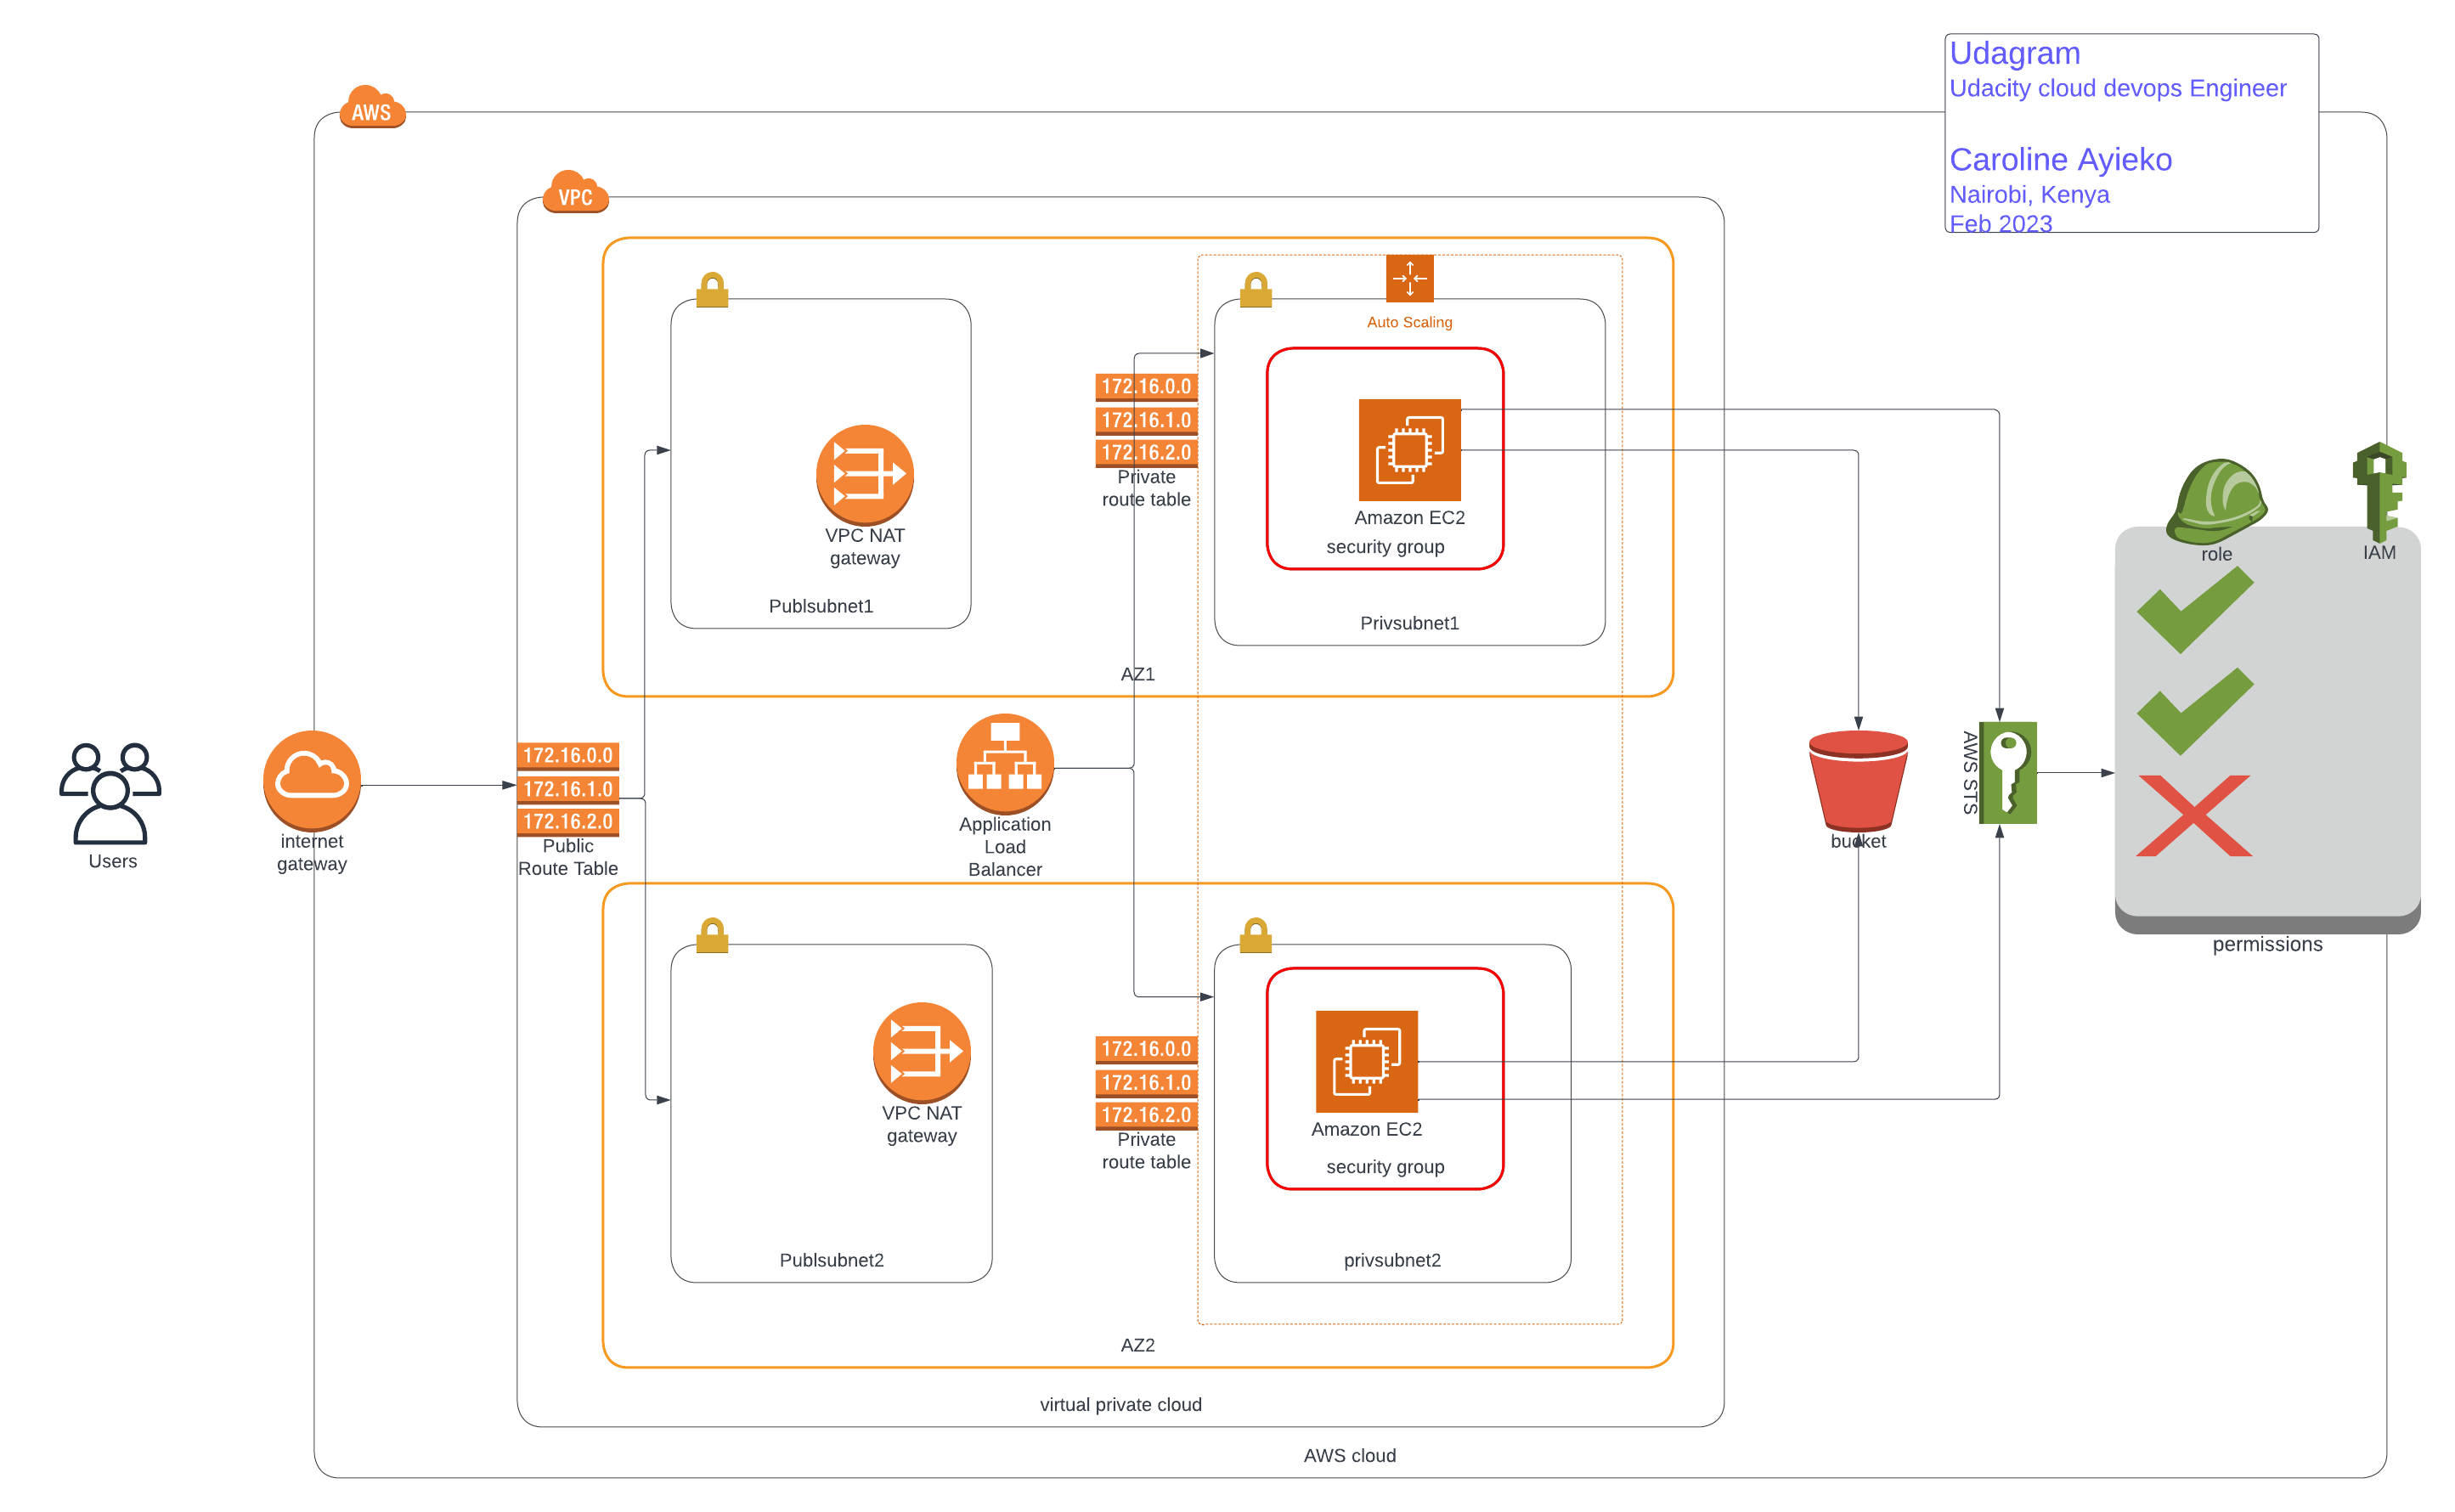 Udagram
Udacity cloud devops Engineer
Caroline Ayieko
Nairobi, Kenya
Feb 2023
AWS
VPC
Auto Scaling
172.16.0.0
172.16.1.0
172.16.2.0
Private
route table
Amazon EC2
security group
VPC NAT
gateway
Publsubnet1
Privsubnet1
AZ1
role
IAM
Users
internet
gateway
172.16.0.0
172.16.1.0
172.16.2.0
Public
Route Table
Application
Load
Balancer
bucket
AWS STS
permissions
172.16.0.0
172.16.1.0
172.16.2.0
Private
route table
VPC NAT
gateway
Amazon EC2
security group
Publsubnet2
privsubnet2
AZ2
virtual private cloud
AWS cloud